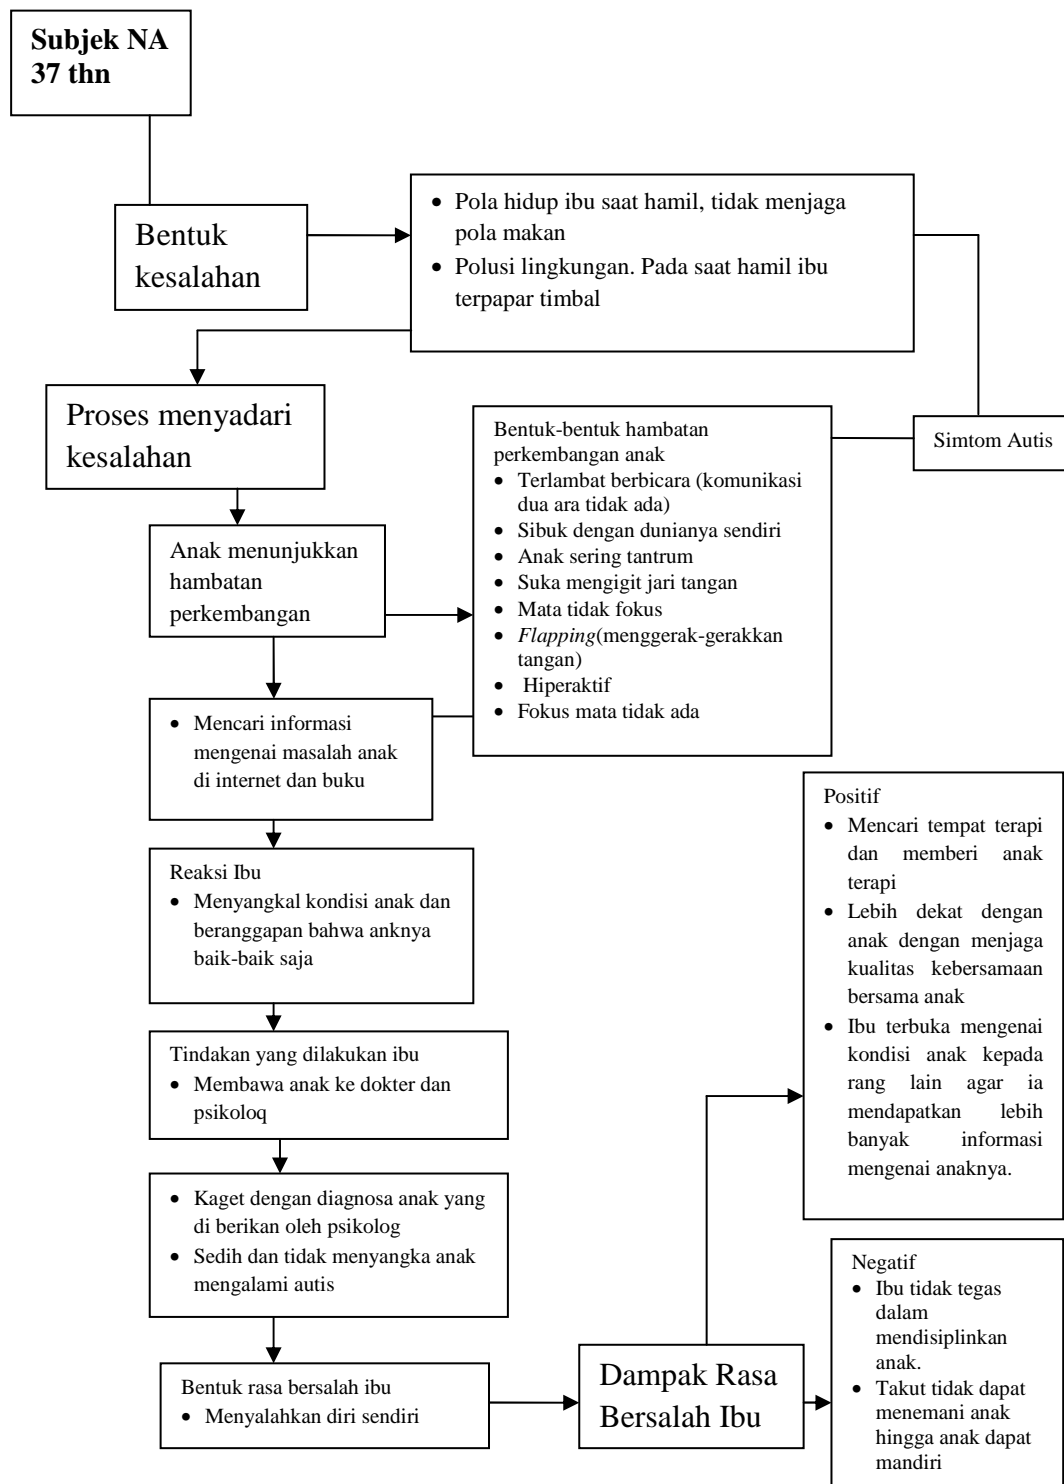 Subjek NA
37 thn
Bentuk
kesalahan
• Pola hidup ibu saat hamil, tidak menjaga
pola makan
• Polusi lingkungan. Pada saat hamil ibu
terpapar timbal
Proses menyadari
kesalahan
Simtom Autis
Bentuk-bentuk hambatan
perkembangan anak
• Terlambat berbicara (komunikasi
dua ara tidak ada)
• Sibuk dengan dunianya sendiri
• Anak sering tantrum
• Suka mengigit jari tangan
• Mata tidak fokus
• Flapping(menggerak-gerakkan
tangan)
• Hiperaktif
• Fokus mata tidak ada
Anak menunjukkan
hambatan
perkembangan
• Mencari informasi
mengenai masalah anak
di internet dan buku
Reaksi Ibu
• Menyangkal kondisi anak dan
beranggapan bahwa anknya
baik-baik saja
Tindakan yang dilakukan ibu
• Membawa anak ke dokter dan
psikoloq
• Kaget dengan diagnosa anak yang
di berikan oleh psikolog
• Sedih dan tidak menyangka anak
mengalami autis
Bentuk rasa bersalah ibu
• Menyalahkan diri sendiri
Dampak Rasa
Bersalah Ibu
Positif
• Mencari tempat terapi
dan memberi anak
terapi
• Lebih dekat dengan
anak dengan menjaga
kualitas kebersamaan
bersama anak
• Ibu terbuka mengenai
kondisi anak kepada
rang lain agar ia
mendapatkan lebih
banyak informasi
mengenai anaknya.
Negatif
• Ibu tidak tegas
dalam
mendisiplinkan
anak.
• Takut tidak dapat
menemani anak
hingga anak dapat
mandiri